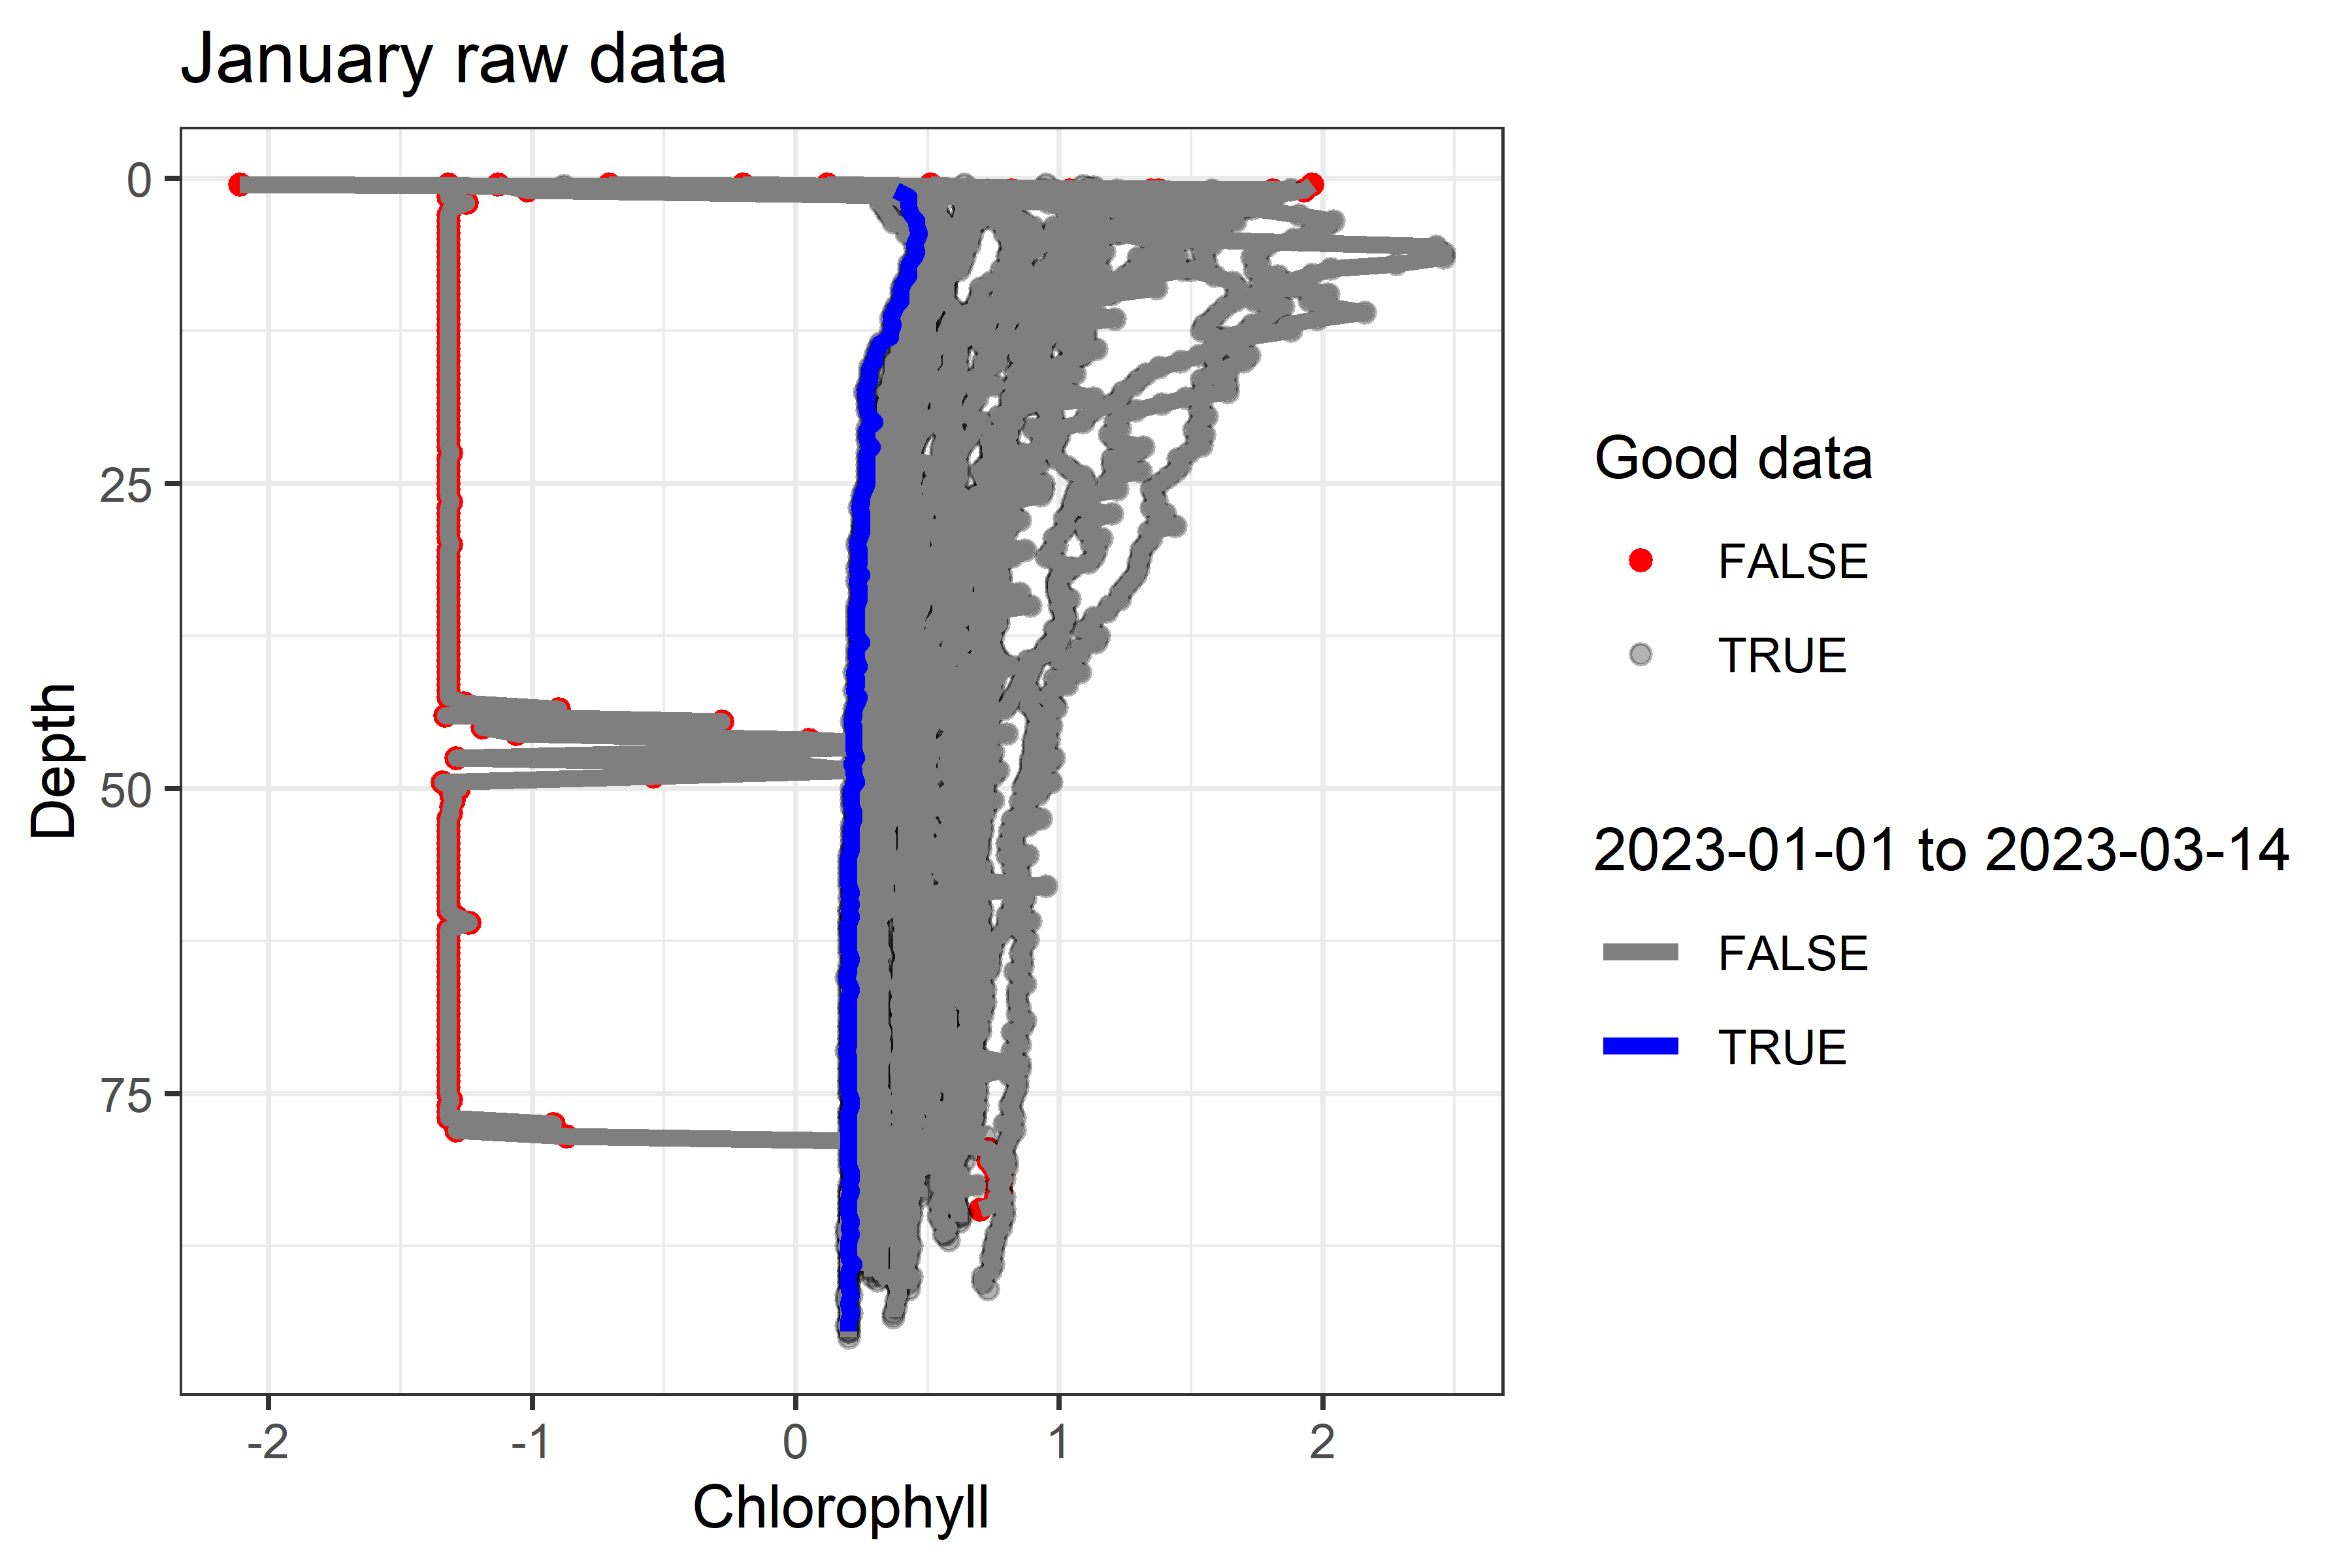 January raw data
0
25
50
75
Depth
-2 -1 0 1 2
Chlorophyll
Good data
FALSE
TRUE
2023-01-01 to 2023-03-14
FALSE
TRUE